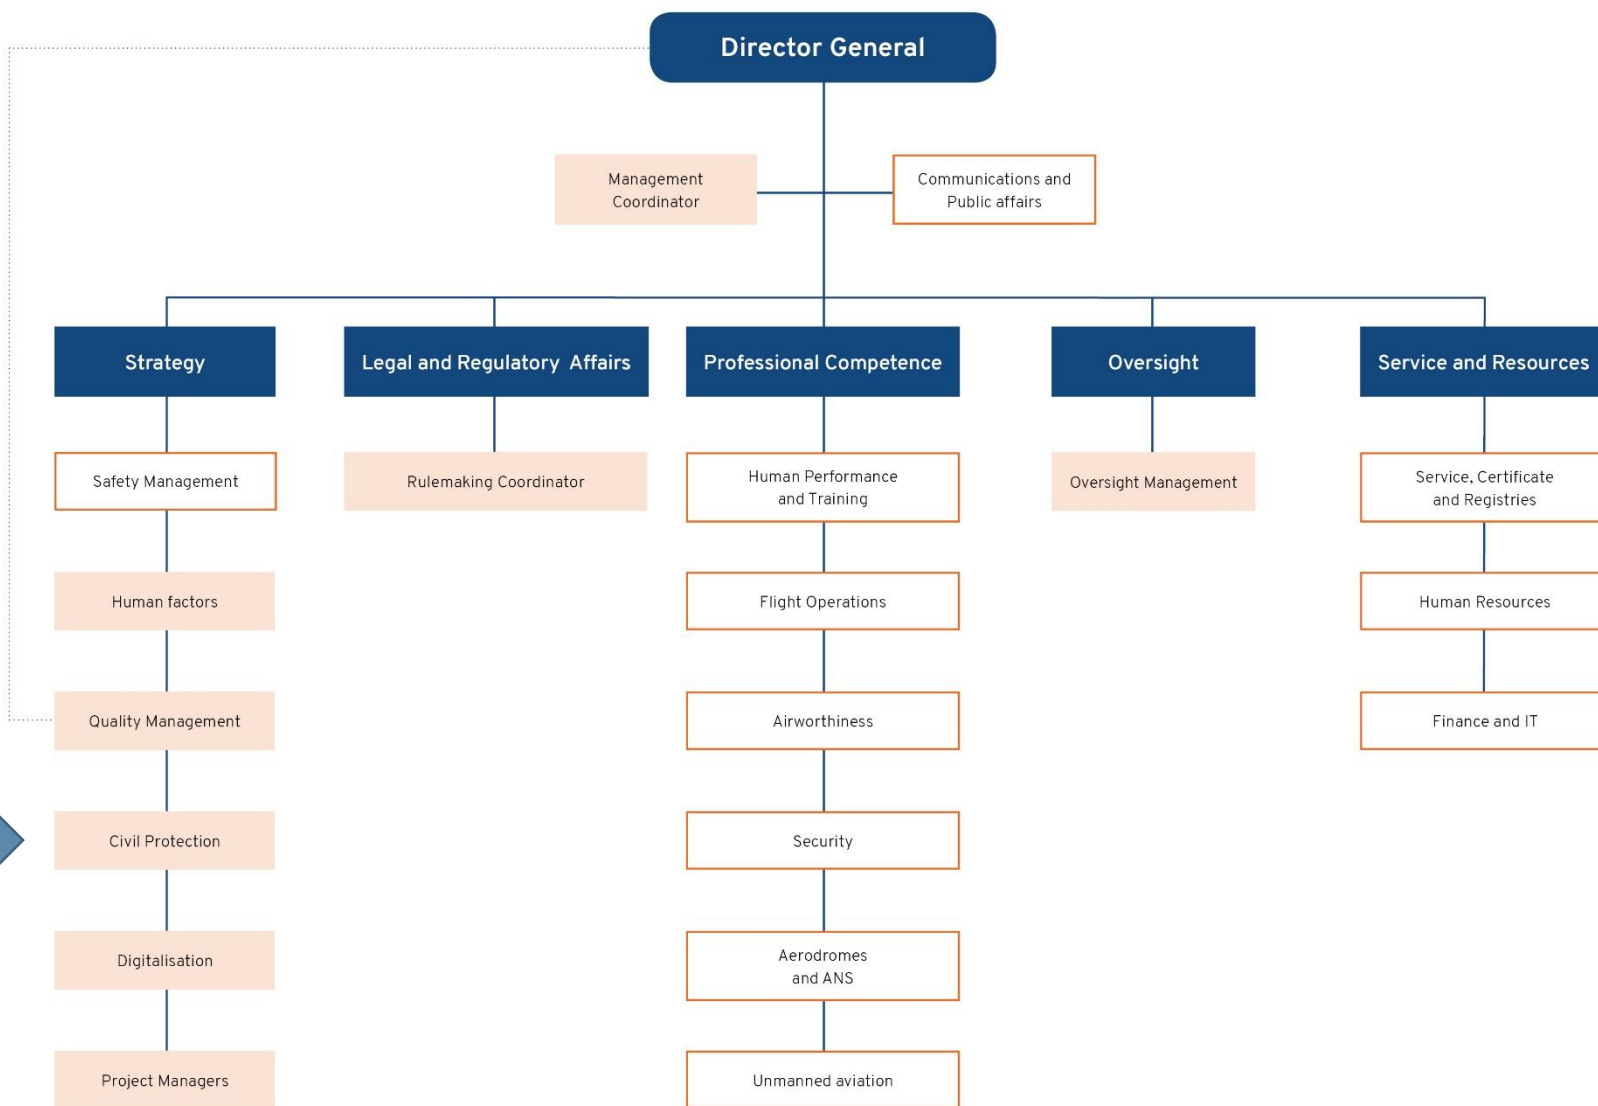 Director General
Management
Coordinator
Communications and
Public affairs
Strategy
Legal and Regulatory Affairs
Professional Competence
Oversight
Service and Resources
Safety Management
Rulemaking Coordinator
Human Performance
and Training
Oversight Management
Service, Certificate
and Registries
Human factors
Flight Operations
Human Resources
Quality Management
Airworthiness
Finance and IT
Civil Protection
Security
Digitalisation
Aerodromes
and ANS
Project Managers
Unmanned aviation